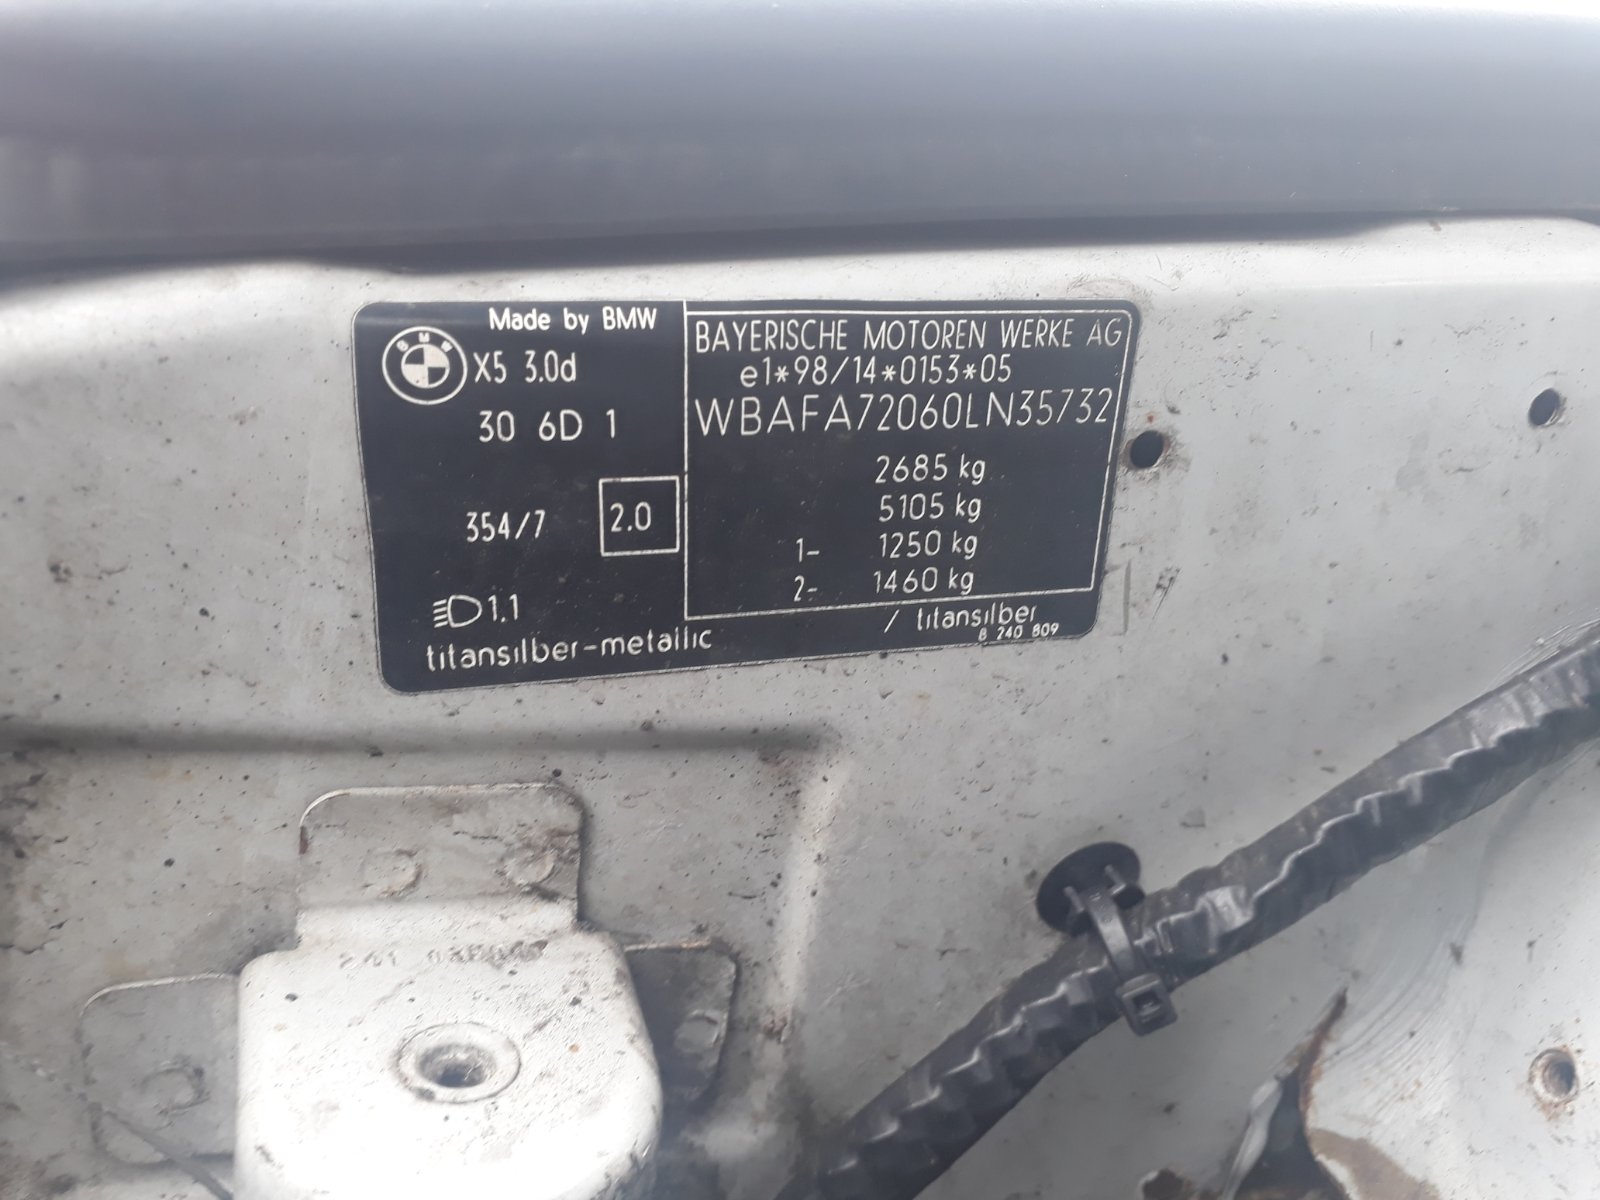 Made by BMW
BMW
X5 3.0d
30 6D 1
354/7
2.0
1.1
titansilber-metallic
BAYERISCHE MOTOREN WERKE AG
e1*98/14*0153*05
WBAFA72060LN35732
2685 kg
5105 kg
1- 1250 kg
2- 1460 kg
/ titansilber
8 240 809